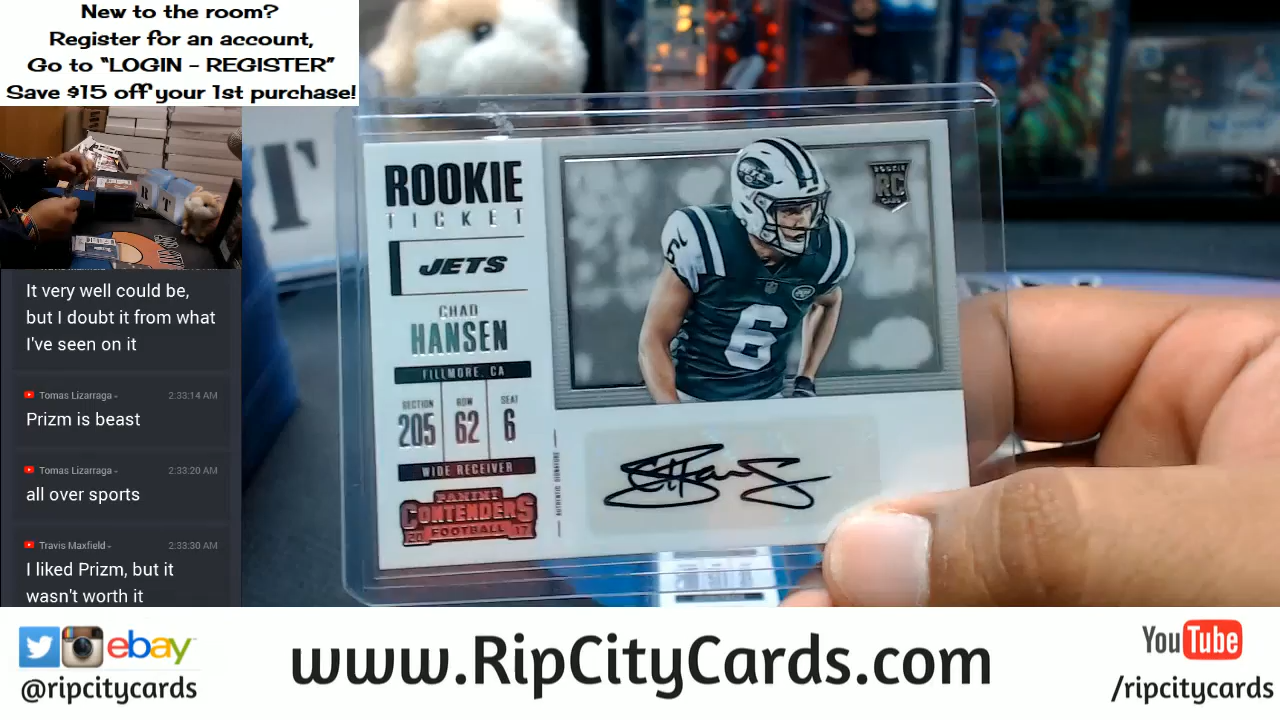 New to the room?
Register for an account,
Go to "LOGIN - REGISTER"
Save $15 off your 1st purchase!
It very well could be,
but I doubt it from what
I've seen on it
Tomas Lizarraga - 2:33:14 AM
Prizm is beast
Tomas Lizarraga - 2:33:20 AM
all over sports
Travis Maxfield - 2:33:30 AM
I liked Prizm, but it
wasn't worth it
ROOKIE
TICKET
JETS
CHAD
HANSEN
FILLMORE, CA
SECTION ROW SEAT
205 62 6
WIDE RECEIVER
PANINI
CONTENDERS
20 FOOTBALL 17
AUTHENTIC SIGNATURE
RC
6
ebay
@ripcitycards
www.RipCityCards.com
YouTube
/ripcitycards